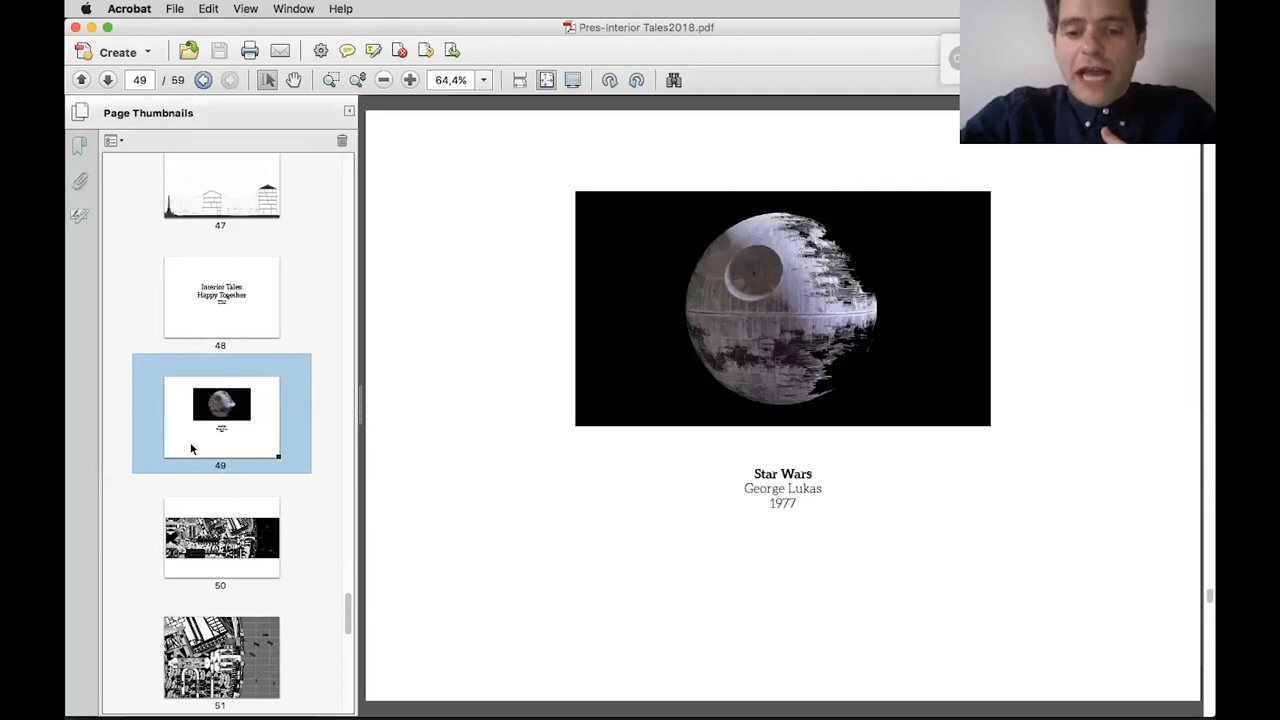 Acrobat File Edit View Window Help
Pres-Interior Tales2018.pdf
Create
49 / 59 64,4%
Page Thumbnails
47
Interior Tales:
Happy Together
48
49
50
51
Star Wars
George Lukas
1977